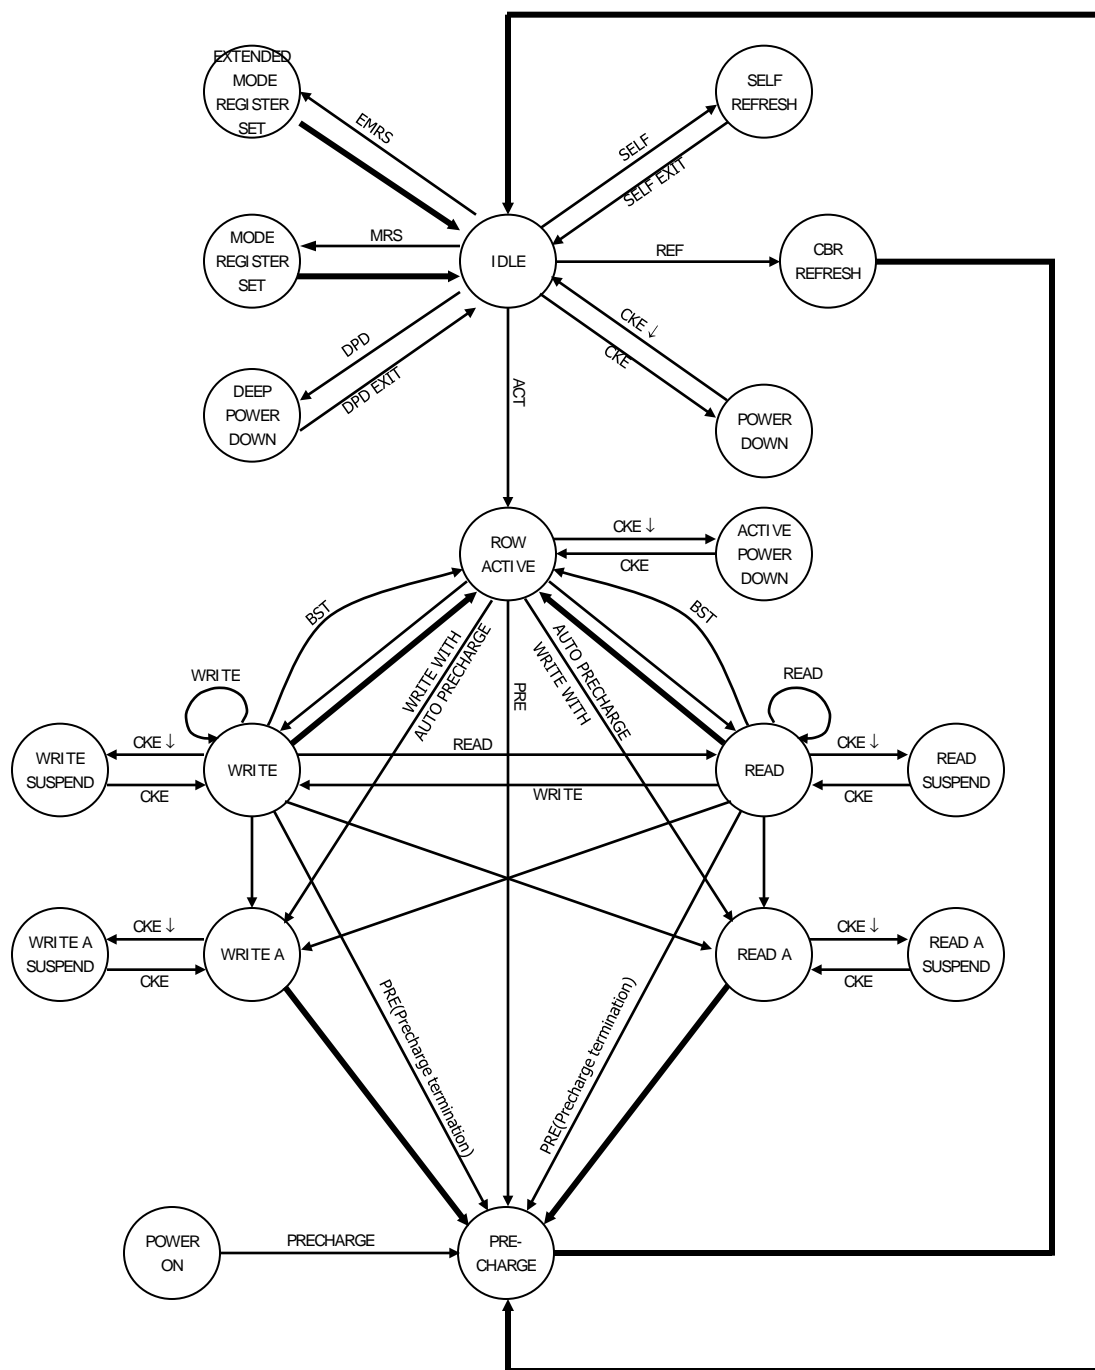 EXTENDED
MODE
REGISTER
SET
EMRS
SELF
REFRESH
SELF
SELF EXIT
MODE
REGISTER
SET
MRS
IDLE
REF
CBR
REFRESH
DPD
DPD EXIT
CKE ↓
CKE
DEEP
POWER
DOWN
ACT
POWER
DOWN
ROW
ACTIVE
CKE ↓
CKE
ACTIVE
POWER
DOWN
BST
WRITE WITH
AUTO PRECHARGE
PRE
AUTO PRECHARGE
WRITE WITH
BST
WRITE
READ
WRITE
SUSPEND
CKE ↓
CKE
WRITE
READ
WRITE
READ
CKE ↓
CKE
READ
SUSPEND
WRITE A
SUSPEND
CKE ↓
CKE
WRITE A
READ A
CKE ↓
CKE
READ A
SUSPEND
PRE(Precharge termination)
PRE(Precharge termination)
POWER
ON
PRECHARGE
PRE-
CHARGE